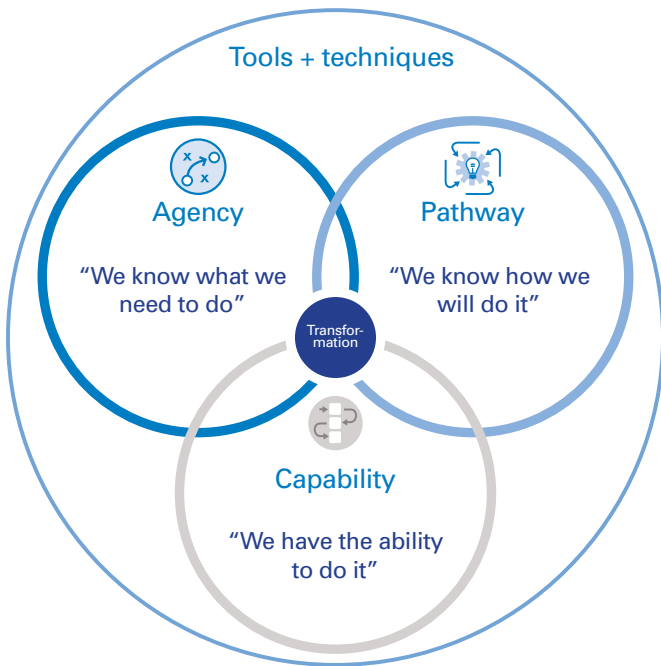 Tools + techniques
x
x
Agency
“We know what we
need to do”
Pathway
“We know how we
will do it”
Transfor-
mation
Capability
“We have the ability
to do it”